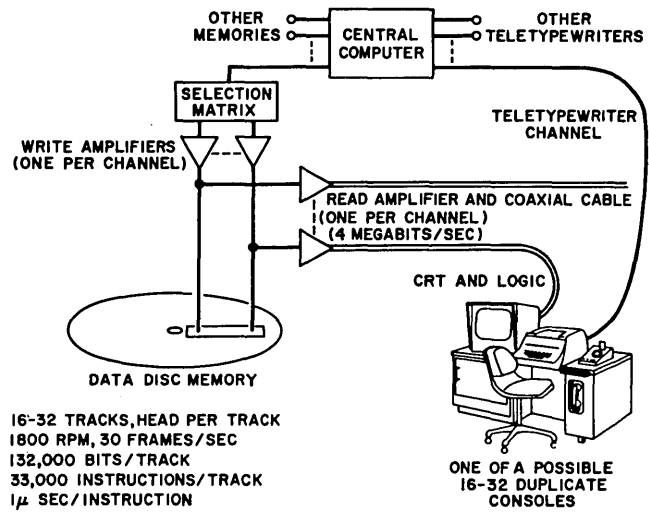 OTHER
MEMORIES
CENTRAL
COMPUTER
OTHER
TELETYPEWRITERS
SELECTION
MATRIX
TELETYPEWRITER
CHANNEL
WRITE AMPLIFIERS
(ONE PER CHANNEL)
READ AMPLIFIER AND COAXIAL CABLE
(ONE PER CHANNEL)
(4 MEGABITS/SEC)
CRT AND LOGIC
DATA DISC MEMORY
16-32 TRACKS, HEAD PER TRACK
1800 RPM, 30 FRAMES/SEC
132,000 BITS/TRACK
33,000 INSTRUCTIONS/TRACK
1μ SEC/INSTRUCTION
ONE OF A POSSIBLE
16-32 DUPLICATE
CONSOLES